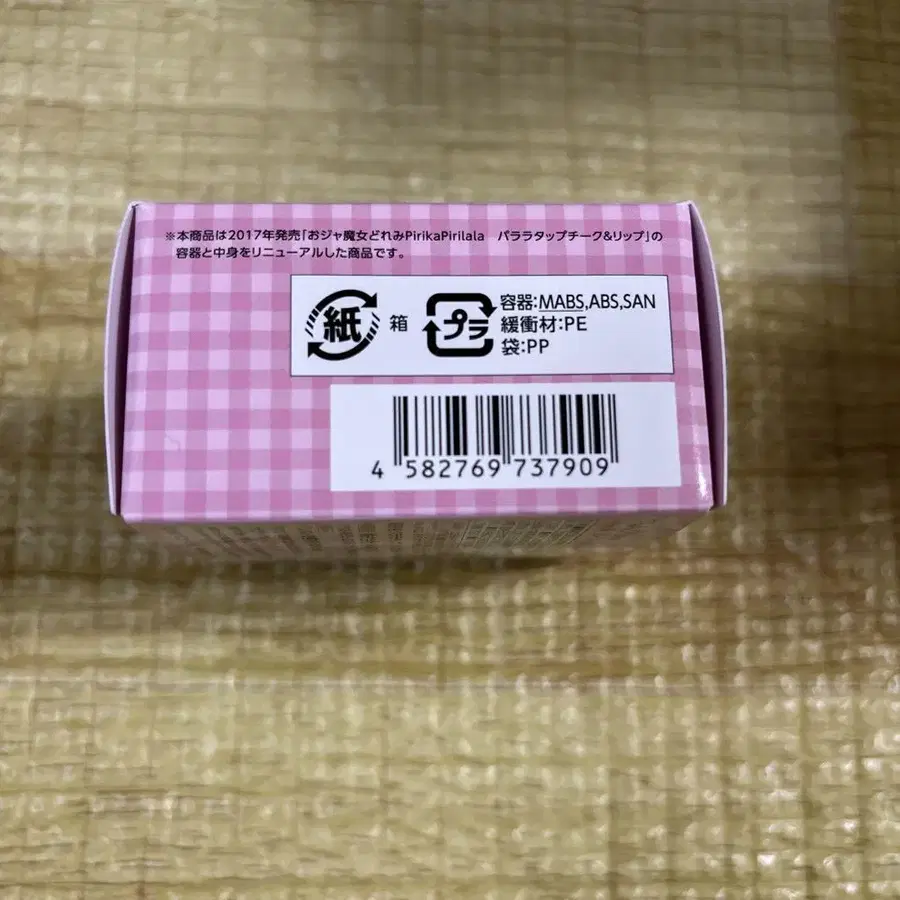 ※本商品は2017年発売「おジャ魔女どれみPirikaPirilala パララタップチーク&リップ」の
容器と中身をリニューアルした商品です。
紙 箱 プラ 容器:MABS,ABS,SAN
緩衝材:PE
袋:PP
4 582769 737909